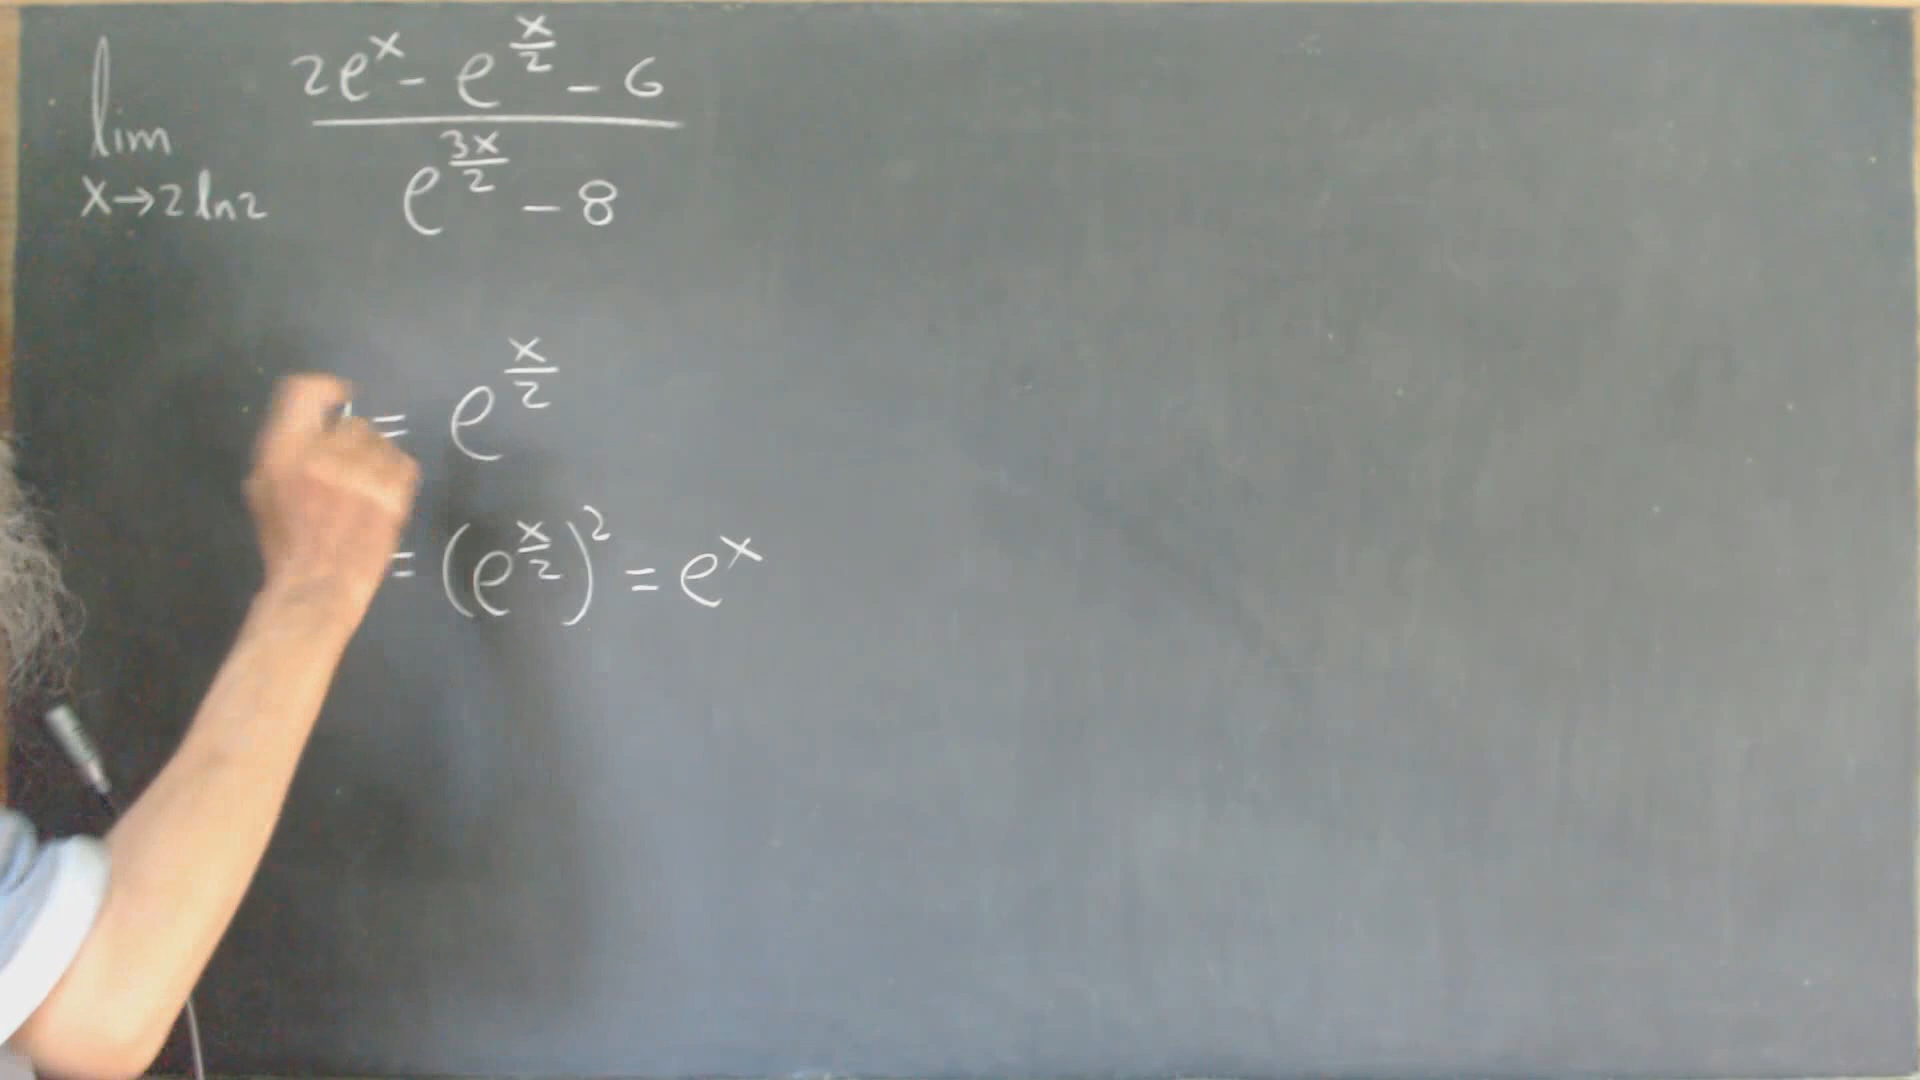 lim x→2ln2 (2e^x - e^(x/2) - 6)/(e^(3x/2) - 8)
= e^(x/2)
= (e^(x/2))^2 = e^x